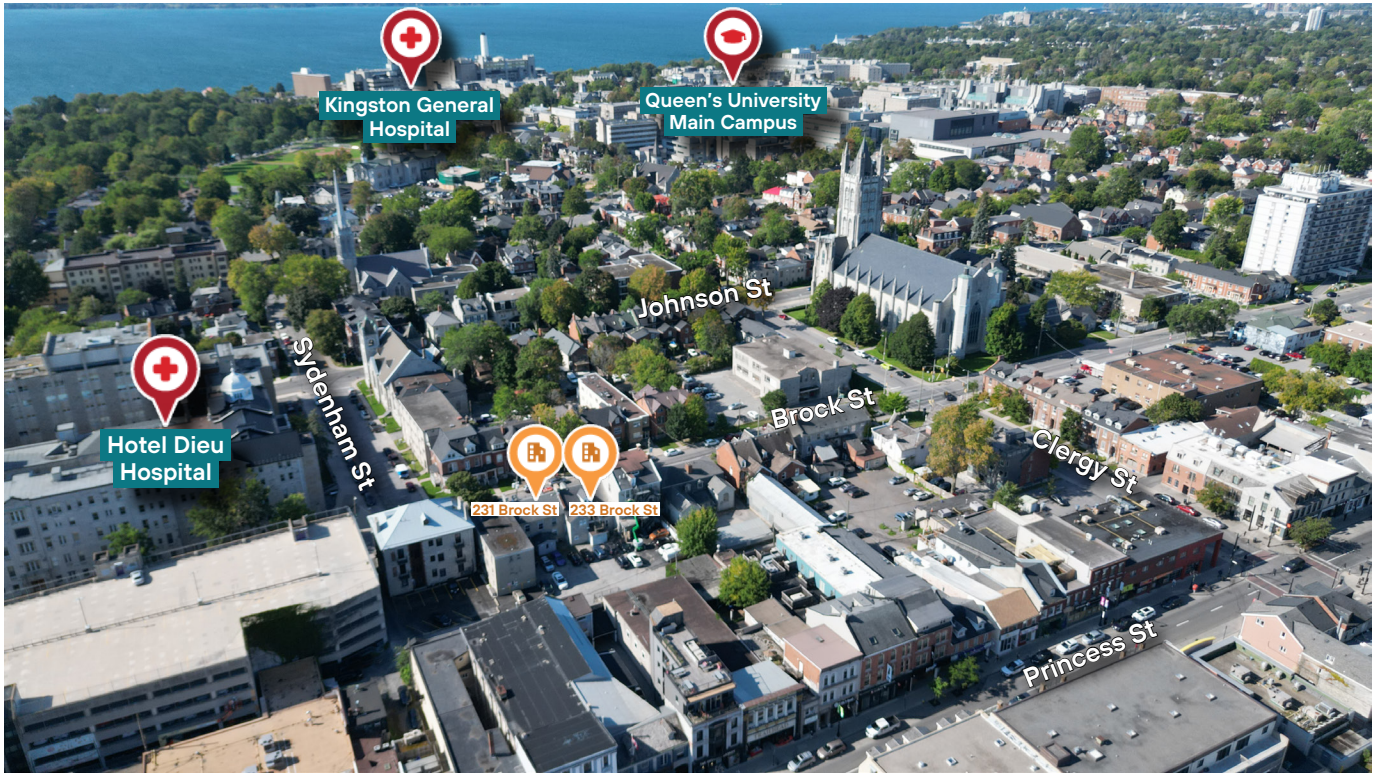 Kingston General
Hospital
Queen's University
Main Campus
Johnson St
Sydenham St
Brock St
Hotel Dieu
Hospital
Clergy St
231 Brock St
233 Brock St
Princess St